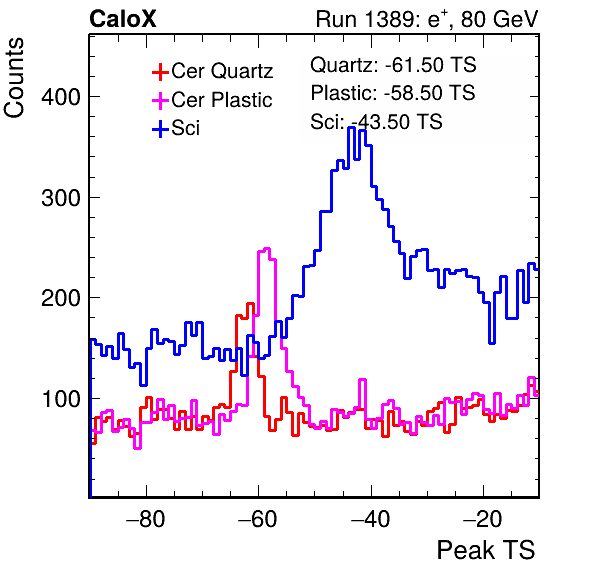 CaloX
Run 1389: e+, 80 GeV
Counts
Cer Quartz
Cer Plastic
Sci
Quartz: -61.50 TS
Plastic: -58.50 TS
Sci: -43.50 TS
400
300
200
100
−80
−60
−40
−20
Peak TS